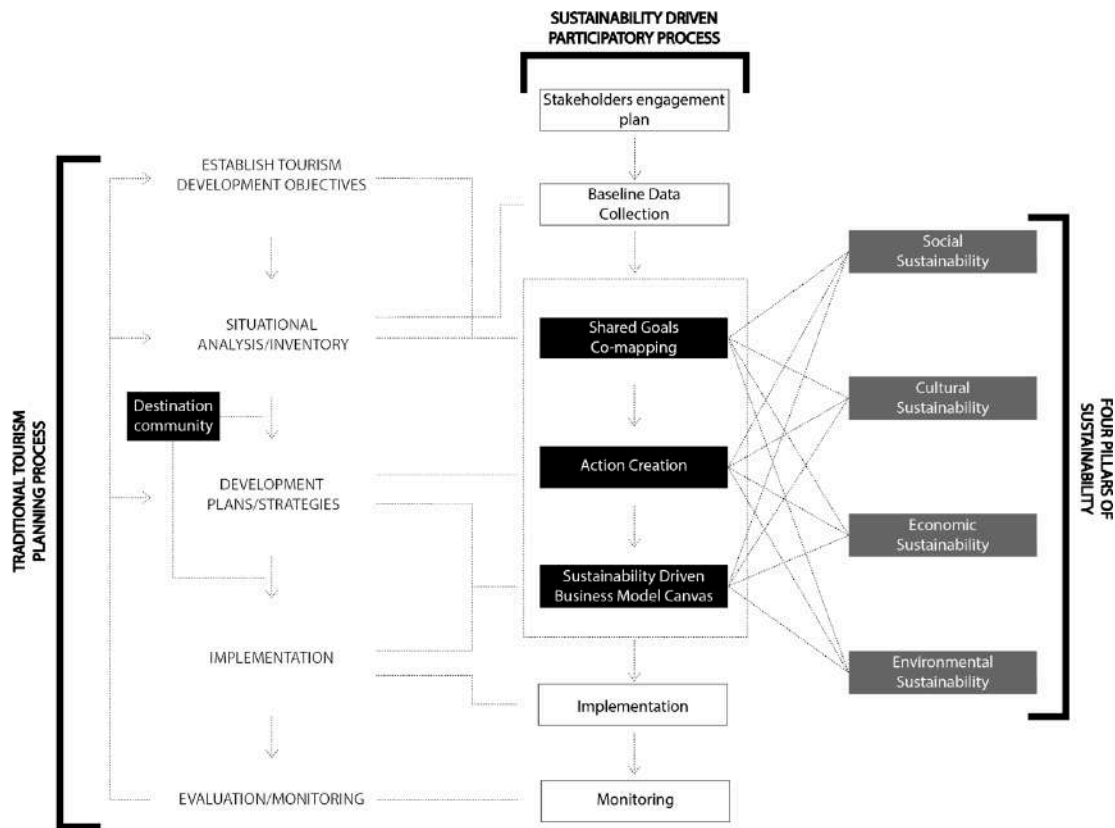 SUSTAINABILITY DRIVEN
PARTICIPATORY PROCESS
Stakeholders engagement
plan
Baseline Data
Collection
Shared Goals
Co-mapping
Action Creation
Sustainability Driven
Business Model Canvas
Implementation
Monitoring
TRADITIONAL TOURISM
PLANNING PROCESS
ESTABLISH TOURISM
DEVELOPMENT OBJECTIVES
SITUATIONAL
ANALYSIS/INVENTORY
Destination
community
DEVELOPMENT
PLANS/STRATEGIES
IMPLEMENTATION
EVALUATION/MONITORING
FOUR PILLARS OF
SUSTAINABILITY
Social
Sustainability
Cultural
Sustainability
Economic
Sustainability
Environmental
Sustainability